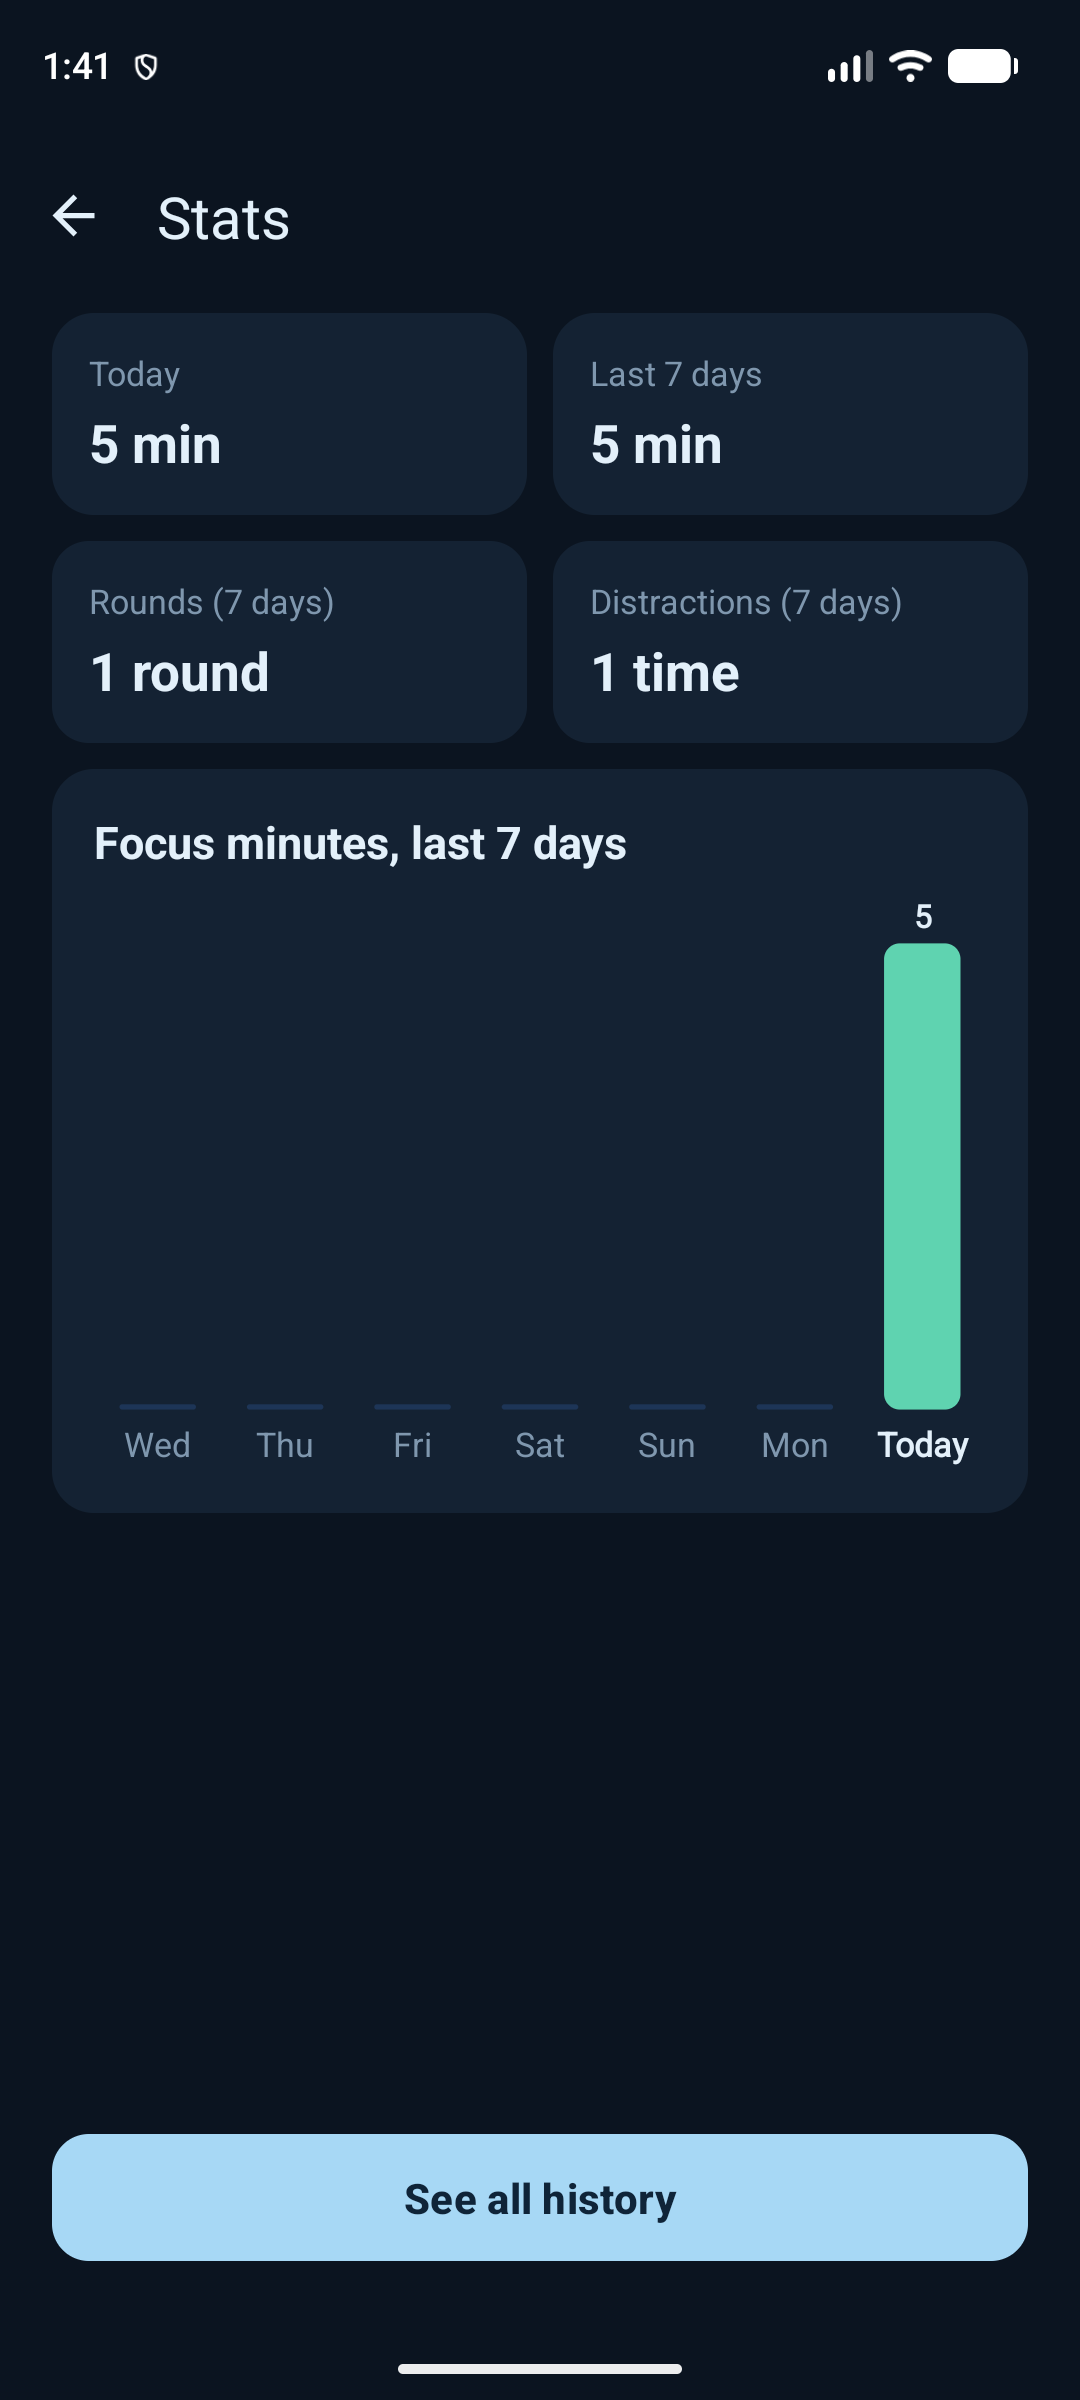 1:41
Stats
Today
5 min
Last 7 days
5 min
Rounds (7 days)
1 round
Distractions (7 days)
1 time
Focus minutes, last 7 days
5
Wed Thu Fri Sat Sun Mon Today
See all history